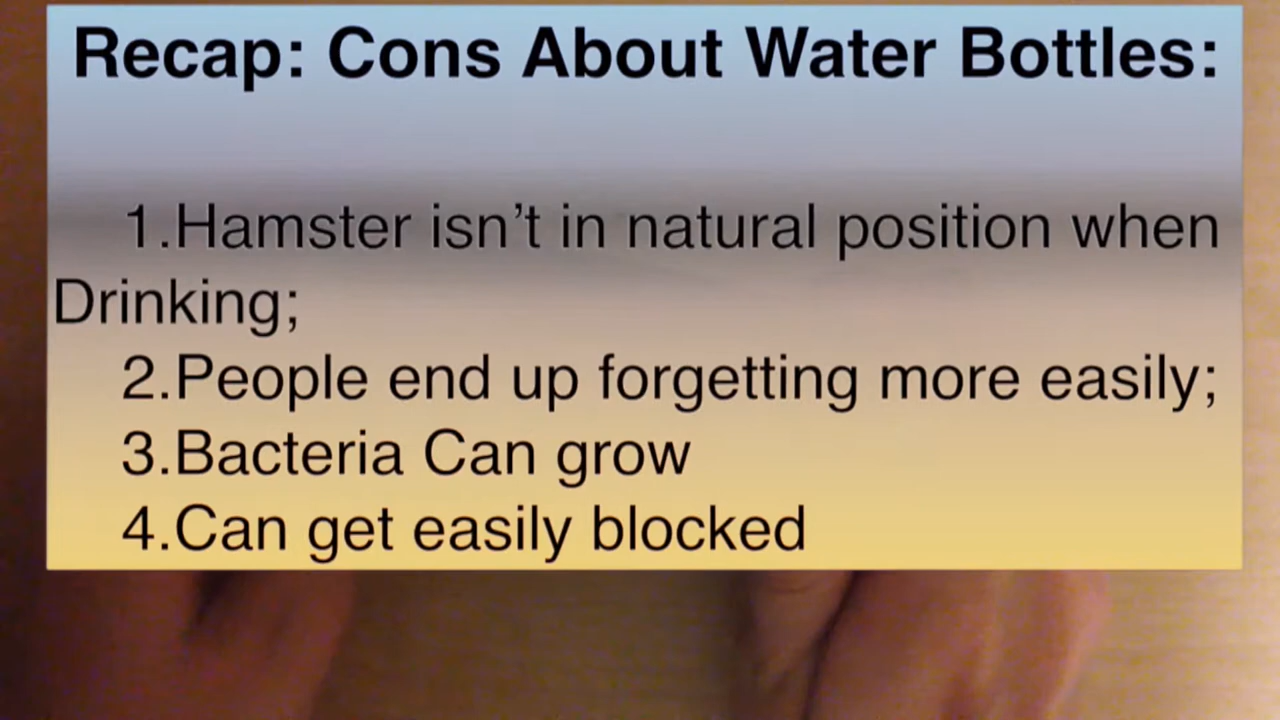 Recap: Cons About Water Bottles:
1.Hamster isn’t in natural position when
Drinking;
2.People end up forgetting more easily;
3.Bacteria Can grow
4.Can get easily blocked